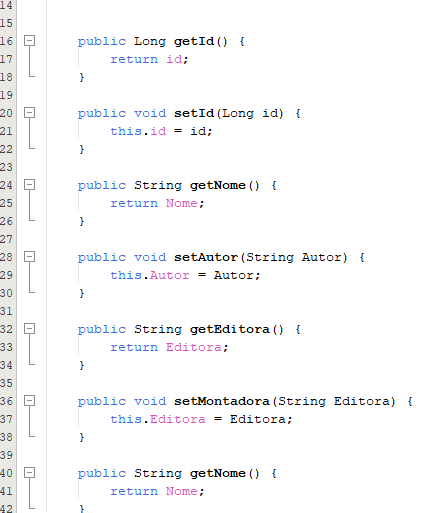 14
15
16 public Long getId() {
17 return id;
18 }
19
20 public void setId(Long id) {
21 this.id = id;
22 }
23
24 public String getNome() {
25 return Nome;
26 }
27
28 public void setAutor(String Autor) {
29 this.Autor = Autor;
30 }
31
32 public String getEditora() {
33 return Editora;
34 }
35
36 public void setMontadora(String Editora) {
37 this.Editora = Editora;
38 }
39
40 public String getNome() {
41 return Nome;
42 }